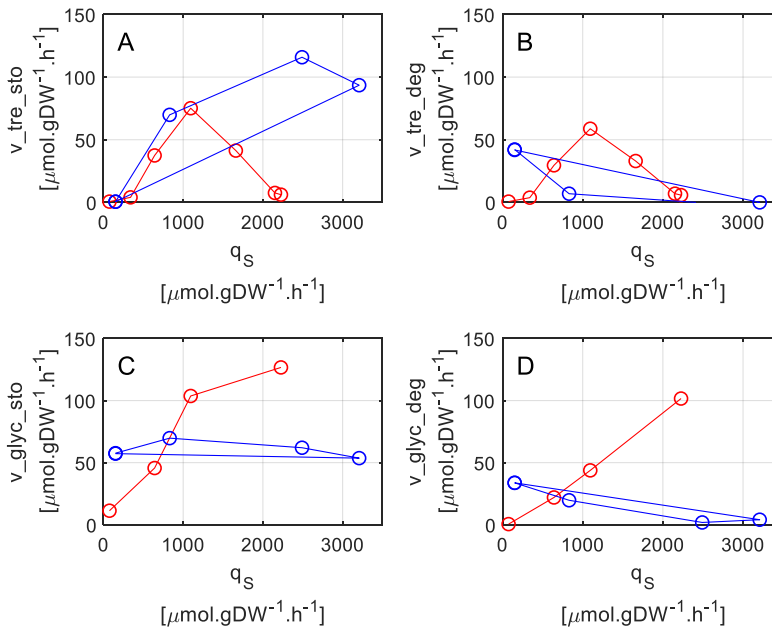 A
v_tre_sto
[μmol.gDW⁻¹.h⁻¹]
150
100
50
0
0 1000 2000 3000
q_S
[μmol.gDW⁻¹.h⁻¹]
B
v_tre_deg
[μmol.gDW⁻¹.h⁻¹]
150
100
50
0
0 1000 2000 3000
q_S
[μmol.gDW⁻¹.h⁻¹]
C
v_glyc_sto
[μmol.gDW⁻¹.h⁻¹]
150
100
50
0
0 1000 2000 3000
q_S
[μmol.gDW⁻¹.h⁻¹]
D
v_glyc_deg
[μmol.gDW⁻¹.h⁻¹]
150
100
50
0
0 1000 2000 3000
q_S
[μmol.gDW⁻¹.h⁻¹]